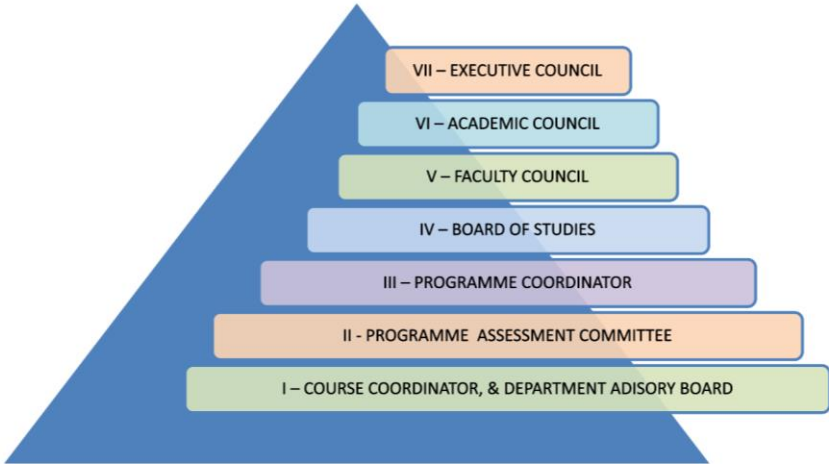 VII – EXECUTIVE COUNCIL
VI – ACADEMIC COUNCIL
V – FACULTY COUNCIL
IV – BOARD OF STUDIES
III – PROGRAMME COORDINATOR
II - PROGRAMME ASSESSMENT COMMITTEE
I – COURSE COORDINATOR, & DEPARTMENT ADISORY BOARD